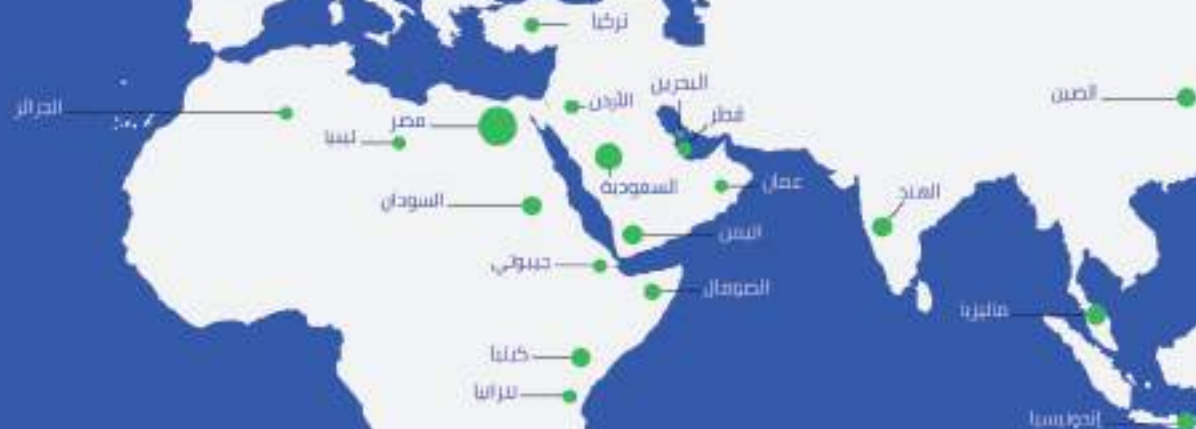 تركيا
البحرين
الأردن
قطر
الصين
الجزائر
مصر
ليبيا
السعودية
عمان
الهند
السودان
اليمن
جيبوتي
الصومال
ماليزيا
كينيا
تنزانيا
إندونيسيا